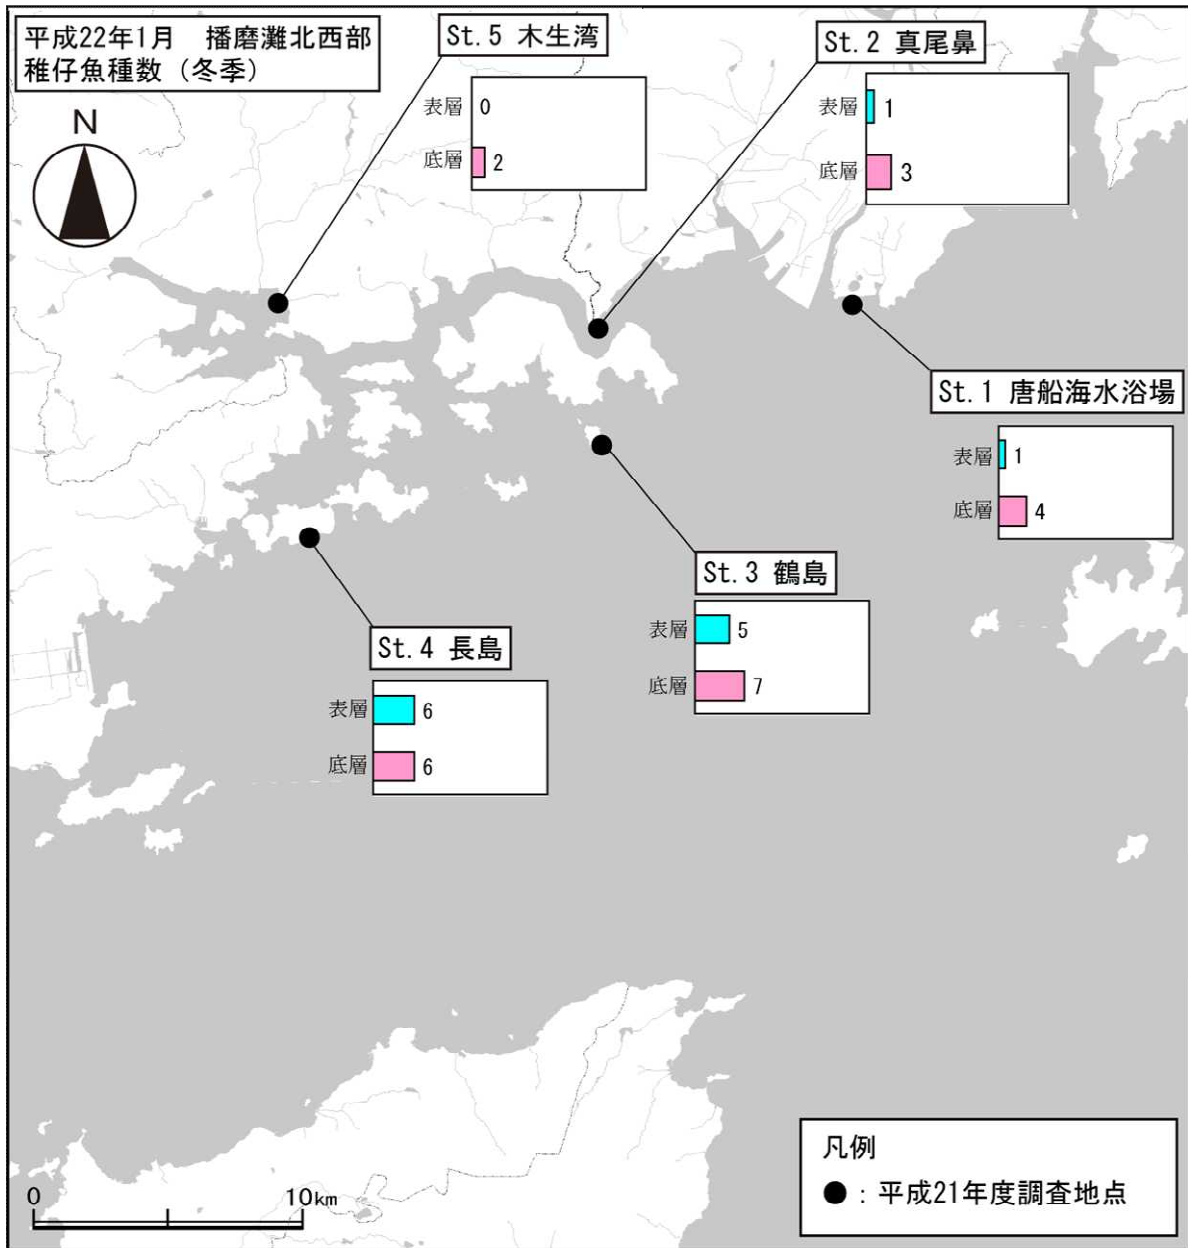 平成22年1月　播磨灘北西部
稚仔魚種数（冬季）
N
St.5 木生湾
表層 0
底層 2
St.2 真尾鼻
表層 1
底層 3
St.1 唐船海水浴場
表層 1
底層 4
St.3 鶴島
表層 5
底層 7
St.4 長島
表層 6
底層 6
0 10km
凡例
●：平成21年度調査地点